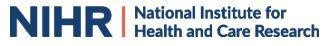 NIHR | National Institute for
Health and Care Research